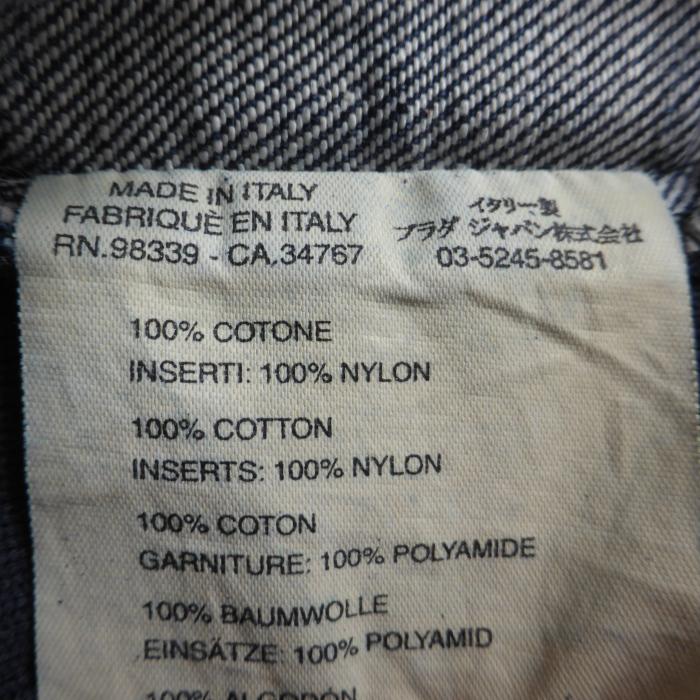 MADE IN ITALY
FABRIQUÈ EN ITALY
RN.98339 - CA.34767
イタリー製
プラダ ジャパン株式会社
03-5245-8581
100% COTONE
INSERTI: 100% NYLON
100% COTTON
INSERTS: 100% NYLON
100% COTON
GARNITURE: 100% POLYAMIDE
100% BAUMWOLLE
EINSÄTZE: 100% POLYAMID
100% ALGODON